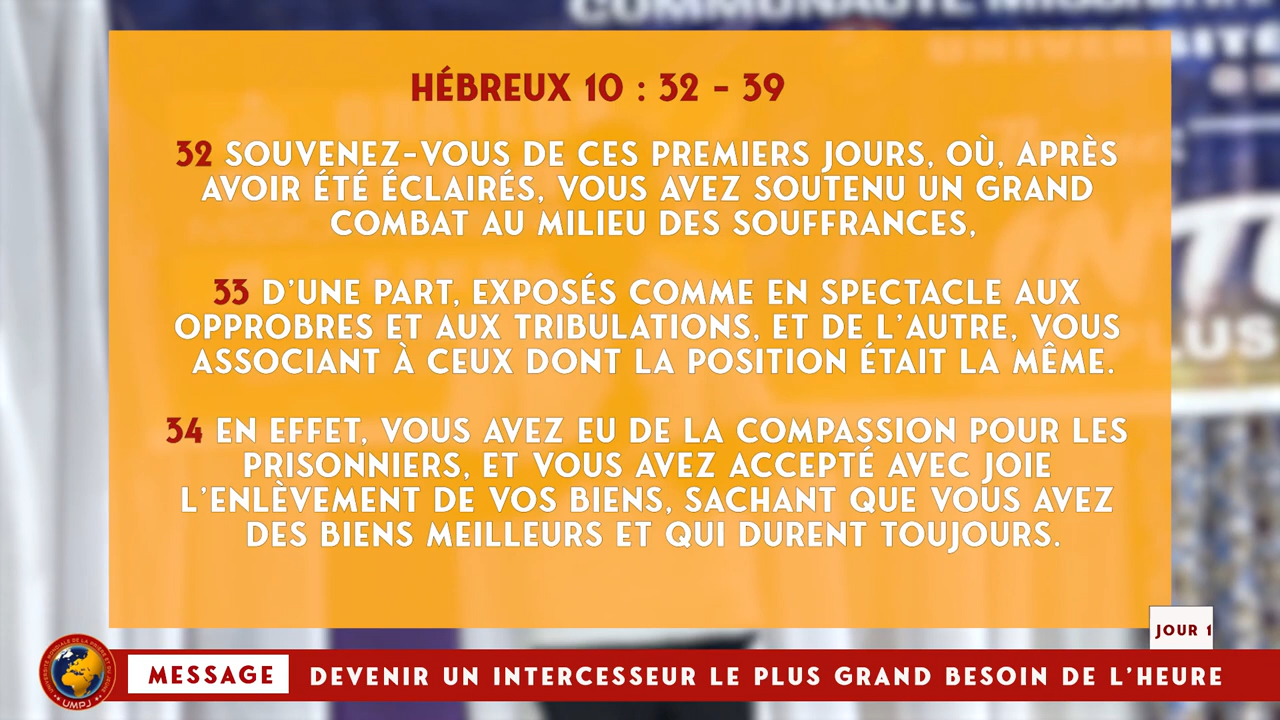 COMMUNAUTÉ MISSIONN
HÉBREUX 10 : 32 - 39
32 SOUVENEZ-VOUS DE CES PREMIERS JOURS, OÙ, APRÈS
AVOIR ÉTÉ ÉCLAIRÉS, VOUS AVEZ SOUTENU UN GRAND
COMBAT AU MILIEU DES SOUFFRANCES,
33 D'UNE PART, EXPOSÉS COMME EN SPECTACLE AUX
OPPROBRES ET AUX TRIBULATIONS, ET DE L'AUTRE, VOUS
ASSOCIANT À CEUX DONT LA POSITION ÉTAIT LA MÊME.
34 EN EFFET, VOUS AVEZ EU DE LA COMPASSION POUR LES
PRISONNIERS, ET VOUS AVEZ ACCEPTÉ AVEC JOIE
L'ENLÈVEMENT DE VOS BIENS, SACHANT QUE VOUS AVEZ
DES BIENS MEILLEURS ET QUI DURENT TOUJOURS.
JOUR 1
MESSAGE
DEVENIR UN INTERCESSEUR LE PLUS GRAND BESOIN DE L'HEURE
UMPJ